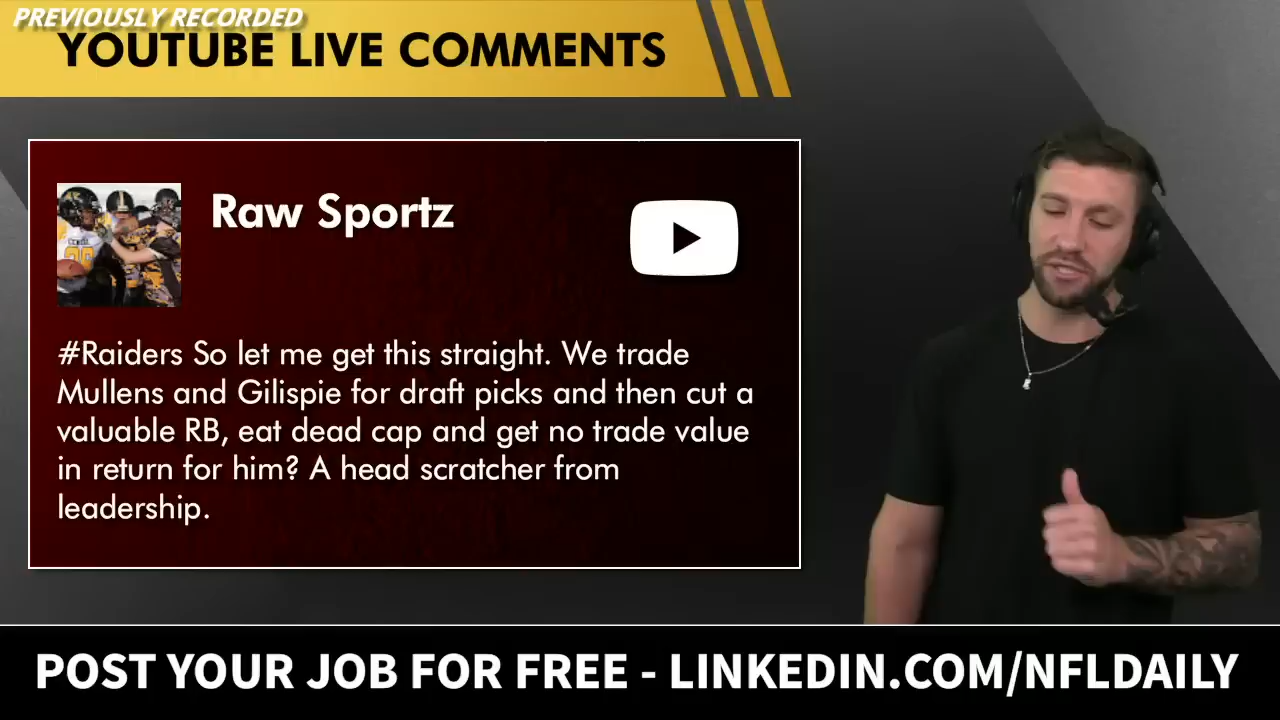 PREVIOUSLY RECORDED
YOUTUBE LIVE COMMENTS
Raw Sportz
#Raiders So let me get this straight. We trade
Mullens and Gilispie for draft picks and then cut a
valuable RB, eat dead cap and get no trade value
in return for him? A head scratcher from
leadership.
POST YOUR JOB FOR FREE - LINKEDIN.COM/NFLDAILY